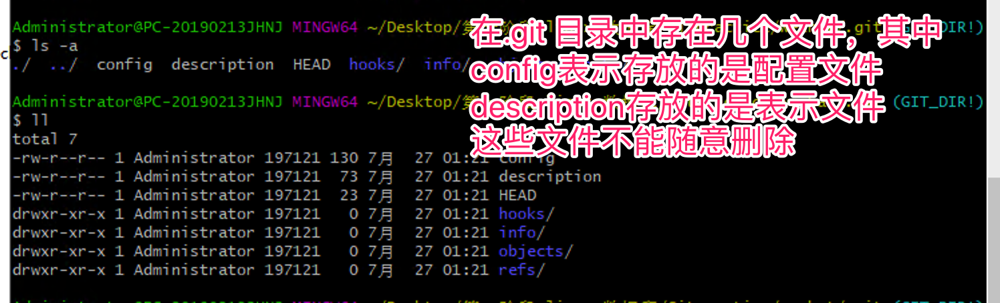 Administrator@PC-20190213JHNJ MINGW64 ~/Desktop/第 .git DIR!)
$ ls -a
./ ../ config description HEAD hooks/ info/
在.git 目录中存在几个文件，其中
config表示存放的是配置文件
description存放的是表示文件
这些文件不能随意删除
Administrator@PC-20190213JHNJ MINGW64 ~/Desktop/第 (GIT_DIR!)
$ ll
total 7
-rw-r--r-- 1 Administrator 197121 130 7月 27 01:21 config
-rw-r--r-- 1 Administrator 197121 73 7月 27 01:21 description
-rw-r--r-- 1 Administrator 197121 23 7月 27 01:21 HEAD
drwxr-xr-x 1 Administrator 197121 0 7月 27 01:21 hooks/
drwxr-xr-x 1 Administrator 197121 0 7月 27 01:21 info/
drwxr-xr-x 1 Administrator 197121 0 7月 27 01:21 objects/
drwxr-xr-x 1 Administrator 197121 0 7月 27 01:21 refs/